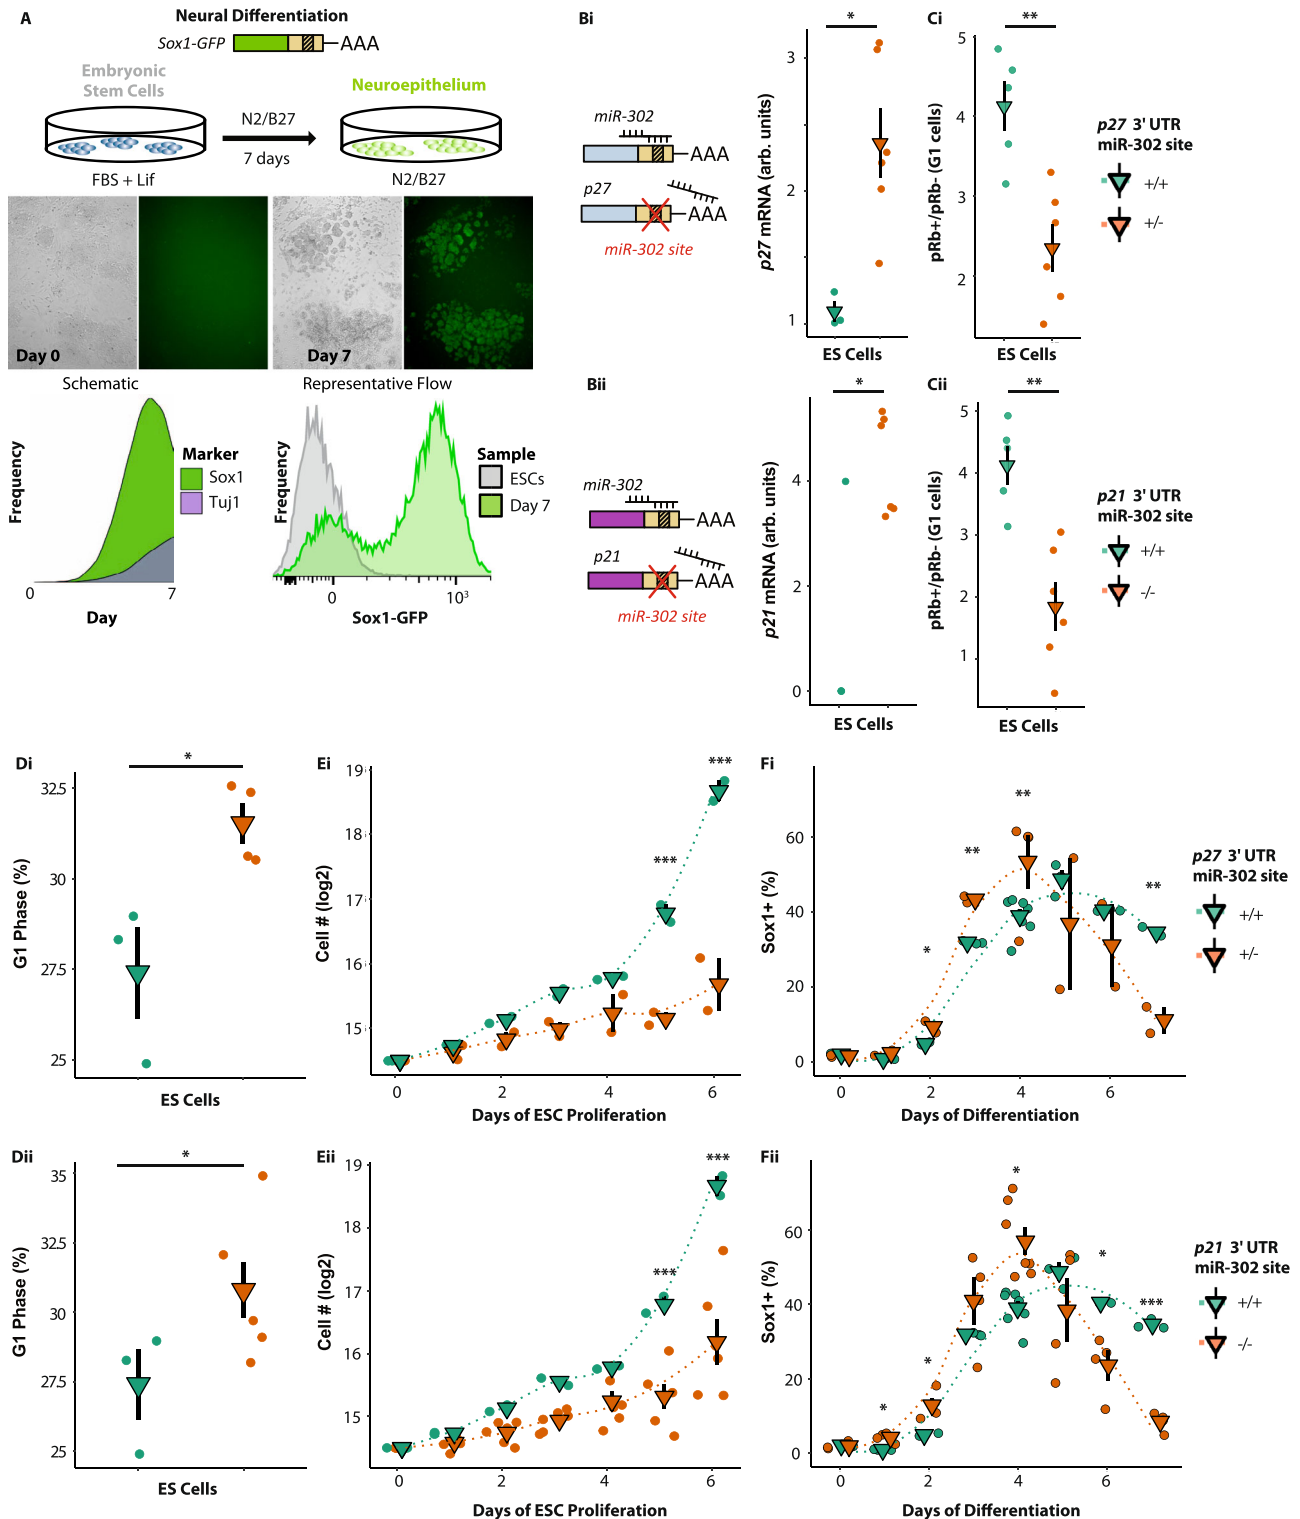 A
Neural Differentiation
Sox1-GFP
AAA
Embryonic
Stem Cells
Neuroepithelium
N2/B27
7 days
FBS + Lif
N2/B27
Day 0
Day 7
Schematic
Representative Flow
Frequency
Marker
Sox1
Tuj1
0
7
Day
Frequency
Sample
ESCs
Day 7
0
10³
Sox1-GFP
Bi
miR-302
AAA
p27
AAA
miR-302 site
*
p27 mRNA (arb. units)
3
2
1
ES Cells
Ci
**
pRb+/pRb- (G1 cells)
5
4
3
2
ES Cells
p27 3' UTR
miR-302 site
+/+
+/-
Bii
miR-302
AAA
p21
AAA
miR-302 site
*
p21 mRNA (arb. units)
4
2
0
ES Cells
Cii
**
pRb+/pRb- (G1 cells)
5
4
3
2
1
ES Cells
p21 3' UTR
miR-302 site
+/+
-/-
Di
*
G1 Phase (%)
32.5
30
27.5
25
ES Cells
Ei
***
***
Cell # (log2)
19
18
17
16
15
0
2
4
6
Days of ESC Proliferation
Fi
*
**
**
**
Sox1+ (%)
60
40
20
0
0
2
4
6
Days of Differentiation
p27 3' UTR
miR-302 site
+/+
+/-
Dii
*
G1 Phase (%)
35
32.5
30
27.5
25
ES Cells
Eii
***
***
Cell # (log2)
19
18
17
16
15
0
2
4
6
Days of ESC Proliferation
Fii
*
*
*
*
***
Sox1+ (%)
60
40
20
0
0
2
4
6
Days of Differentiation
p21 3' UTR
miR-302 site
+/+
-/-